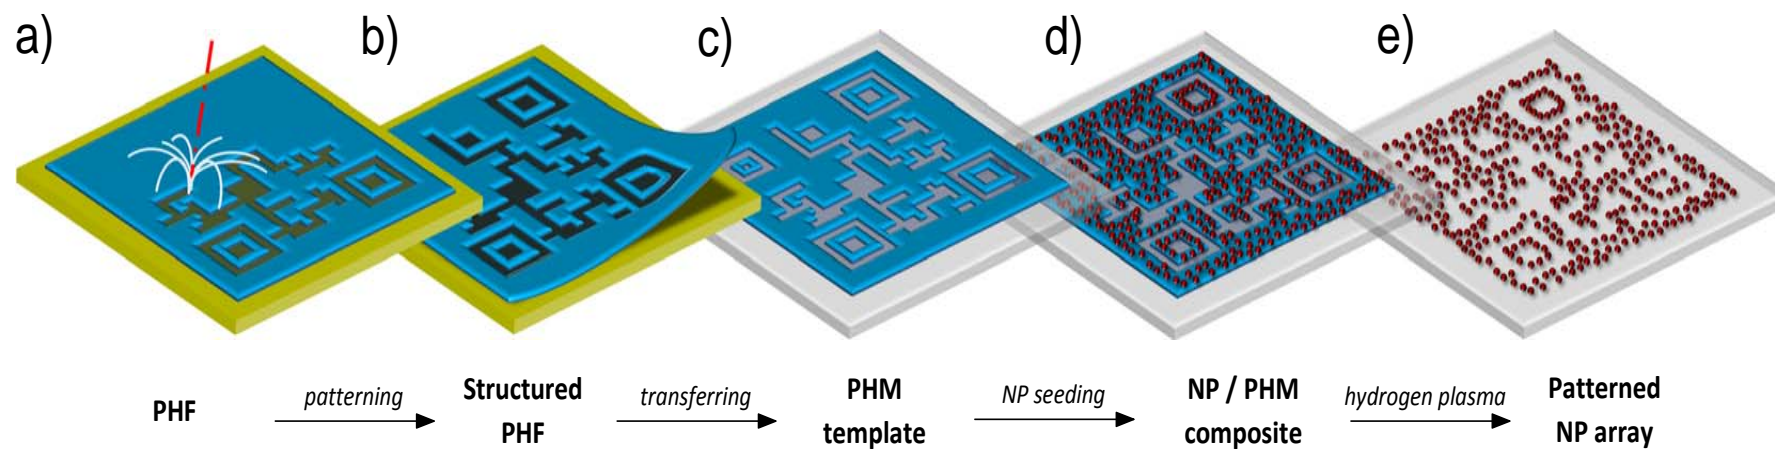 a)
b)
c)
d)
e)
PHF
patterning
Structured
PHF
transferring
PHM
template
NP seeding
NP / PHM
composite
hydrogen plasma
Patterned
NP array